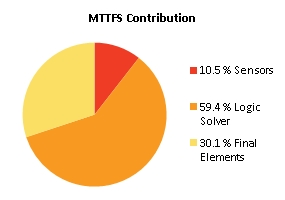 MTTFS Contribution
10.5 % Sensors
59.4 % Logic
Solver
30.1 % Final
Elements